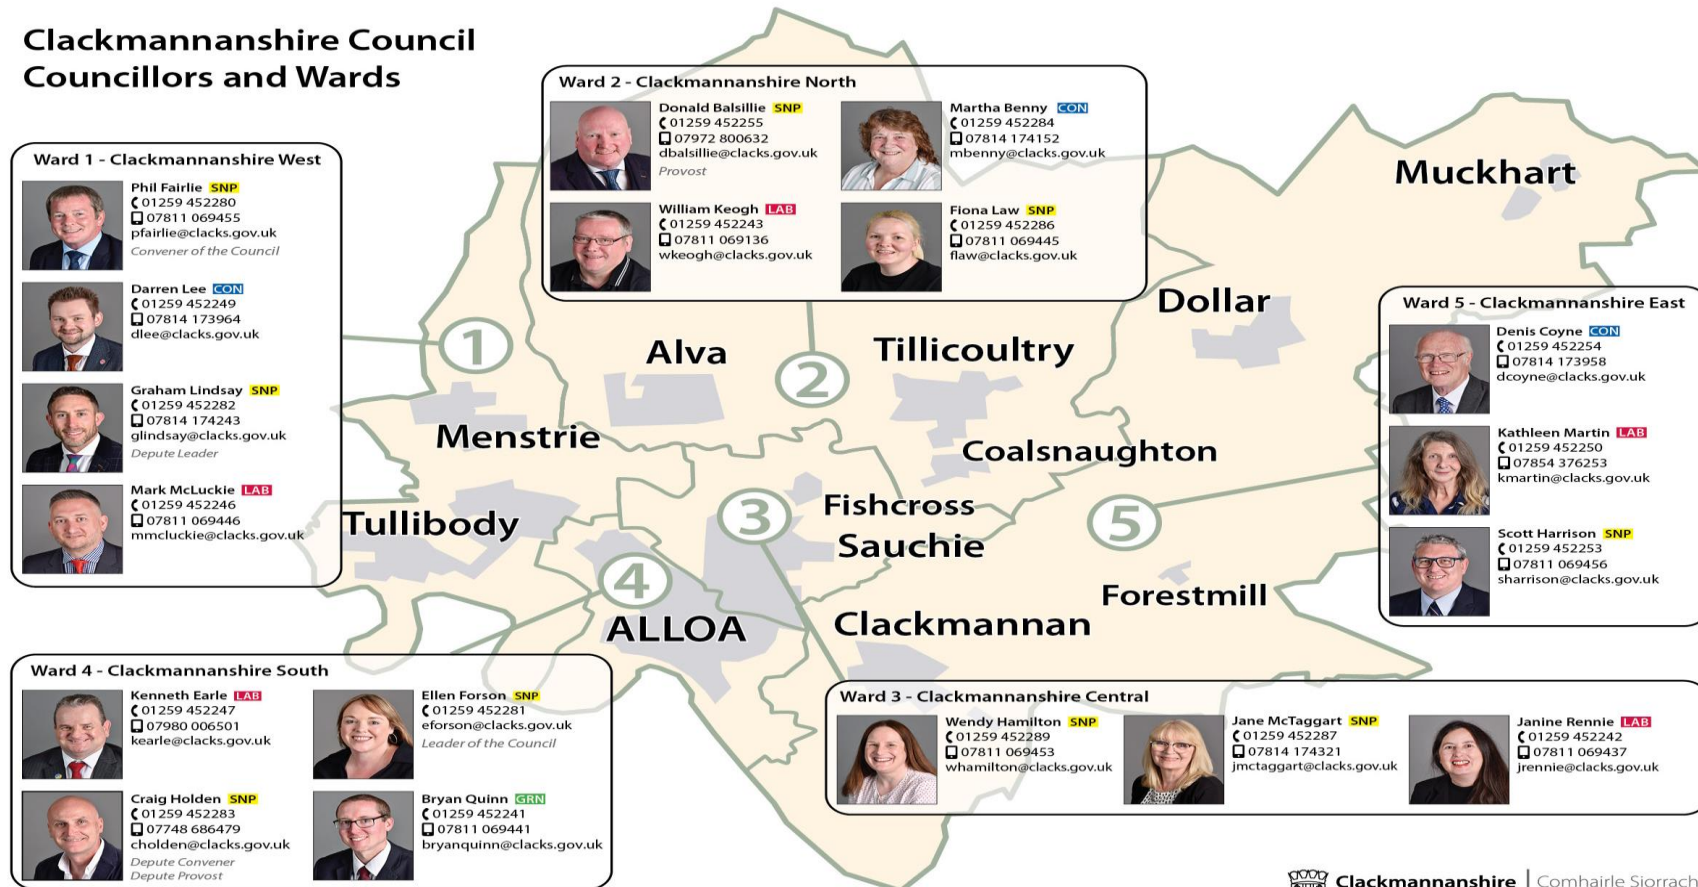 Clackmannanshire Council
Councillors and Wards
Ward 1 - Clackmannanshire West
Phil Fairlie SNP
01259 452280
07811 069455
pfairlie@clacks.gov.uk
Convener of the Council
Darren Lee CON
01259 452249
07814 173964
dlee@clacks.gov.uk
Graham Lindsay SNP
01259 452282
07814 174243
glindsay@clacks.gov.uk
Depute Leader
Mark McLuckie LAB
01259 452246
07811 069446
mmcluckie@clacks.gov.uk
Ward 2 - Clackmannanshire North
Donald Balsillie SNP
01259 452255
07972 800632
dbalsillie@clacks.gov.uk
Provost
Martha Benny CON
01259 452284
07814 174152
mbenny@clacks.gov.uk
William Keogh LAB
01259 452243
07811 069136
wkeogh@clacks.gov.uk
Fiona Law SNP
01259 452286
07811 069445
flaw@clacks.gov.uk
Muckhart
Dollar
1
Alva
2
Tillicoultry
Menstrie
Coalsnaughton
Tullibody
3
Fishcross
Sauchie
5
4
ALLOA
Clackmannan
Forestmill
Ward 5 - Clackmannanshire East
Denis Coyne CON
01259 452254
07814 173958
dcoyne@clacks.gov.uk
Kathleen Martin LAB
01259 452250
07854 376253
kmartin@clacks.gov.uk
Scott Harrison SNP
01259 452253
07811 069456
sharrison@clacks.gov.uk
Ward 4 - Clackmannanshire South
Kenneth Earle LAB
01259 452247
07980 006501
kearle@clacks.gov.uk
Ellen Forson SNP
01259 452281
eforson@clacks.gov.uk
Leader of the Council
Craig Holden SNP
01259 452283
07748 686479
cholden@clacks.gov.uk
Depute Convener
Depute Provost
Bryan Quinn GRN
01259 452241
07811 069441
bryanquinn@clacks.gov.uk
Ward 3 - Clackmannanshire Central
Wendy Hamilton SNP
01259 452289
07811 069453
whamilton@clacks.gov.uk
Jane McTaggart SNP
01259 452287
07814 174321
jmctaggart@clacks.gov.uk
Janine Rennie LAB
01259 452242
07811 069437
jrennie@clacks.gov.uk
Clackmannanshire | Comhairle Siorrach